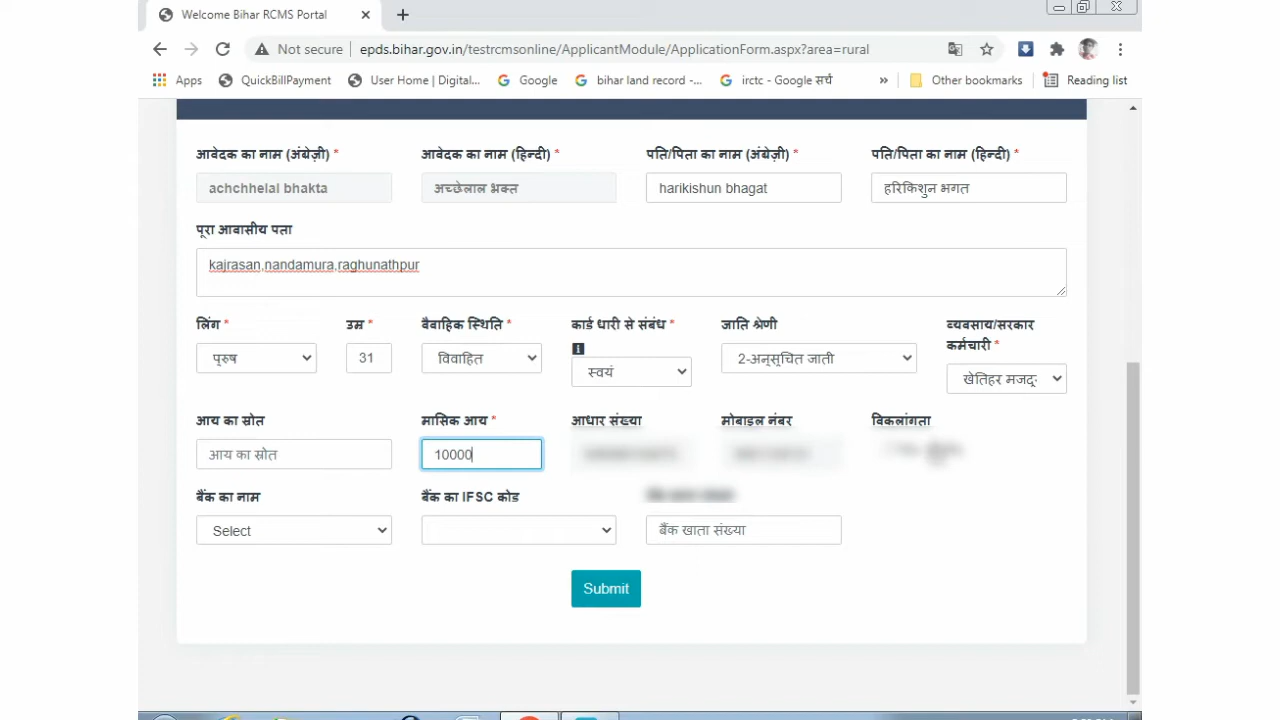 Welcome Bihar RCMS Portal
Not secure epds.bihar.gov.in/testrcmsonline/ApplicantModule/ApplicationForm.aspx?area=rural
Apps QuickBillPayment User Home | Digital... Google bihar land record -... irctc - Google सर्च » Other bookmarks Reading list
आवेदक का नाम (अंग्रेज़ी) * आवेदक का नाम (हिन्दी) * पति/पिता का नाम (अंग्रेज़ी) * पति/पिता का नाम (हिन्दी) *
achchhelal bhakta अच्छेलाल भक्त harikishun bhagat हरिकिशुन भगत
पूरा आवासीय पता
kajrasan,nandamura,raghunathpur
लिंग * उम्र * वैवाहिक स्थिति * कार्ड धारी से संबंध * जाति श्रेणी व्यवसाय/सरकार
कर्मचारी *
पुरुष 31 विवाहित स्वयं 2-अनुसूचित जाती खेतिहर मजदू
आय का स्रोत मासिक आय * आधार संख्या मोबाइल नंबर विकलांगता
आय का स्रोत 10000
बैंक का नाम बैंक का IFSC कोड
Select बैंक खाता संख्या
Submit